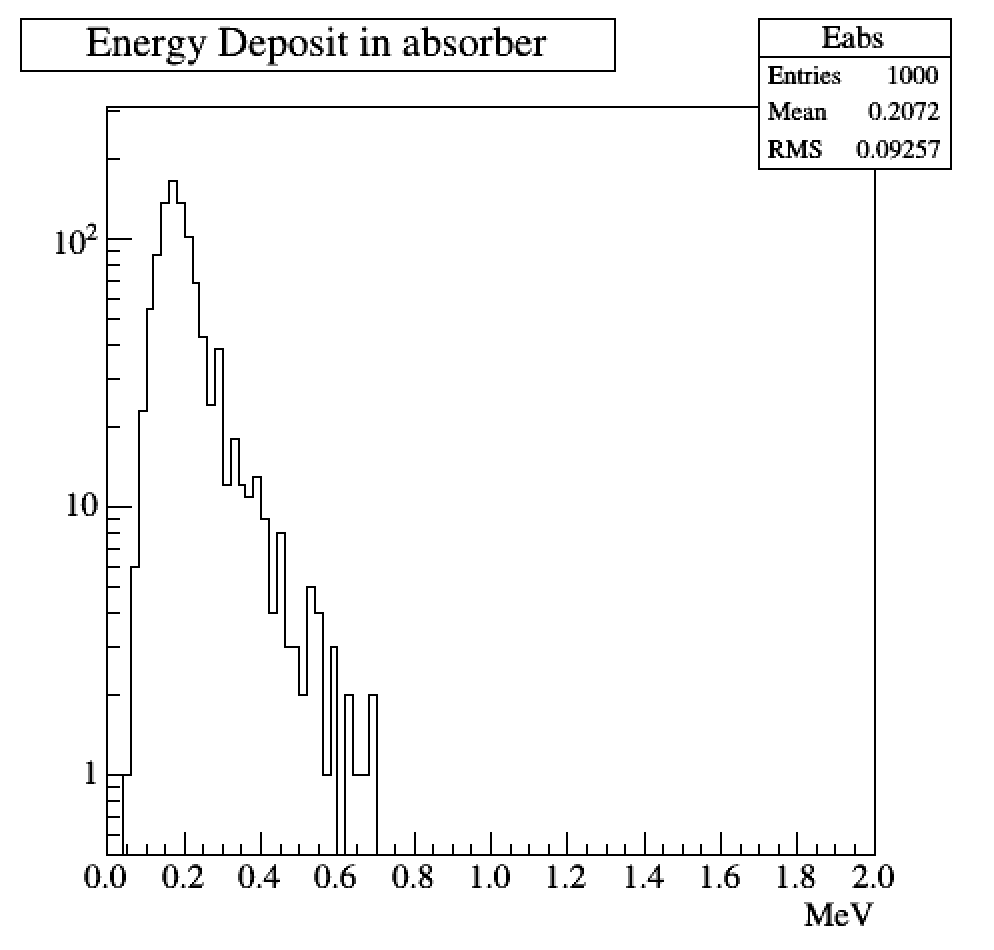 Energy Deposit in absorber
Eabs
Entries 1000
Mean 0.2072
RMS 0.09257
10²
10
1
0.0 0.2 0.4 0.6 0.8 1.0 1.2 1.4 1.6 1.8 2.0
MeV